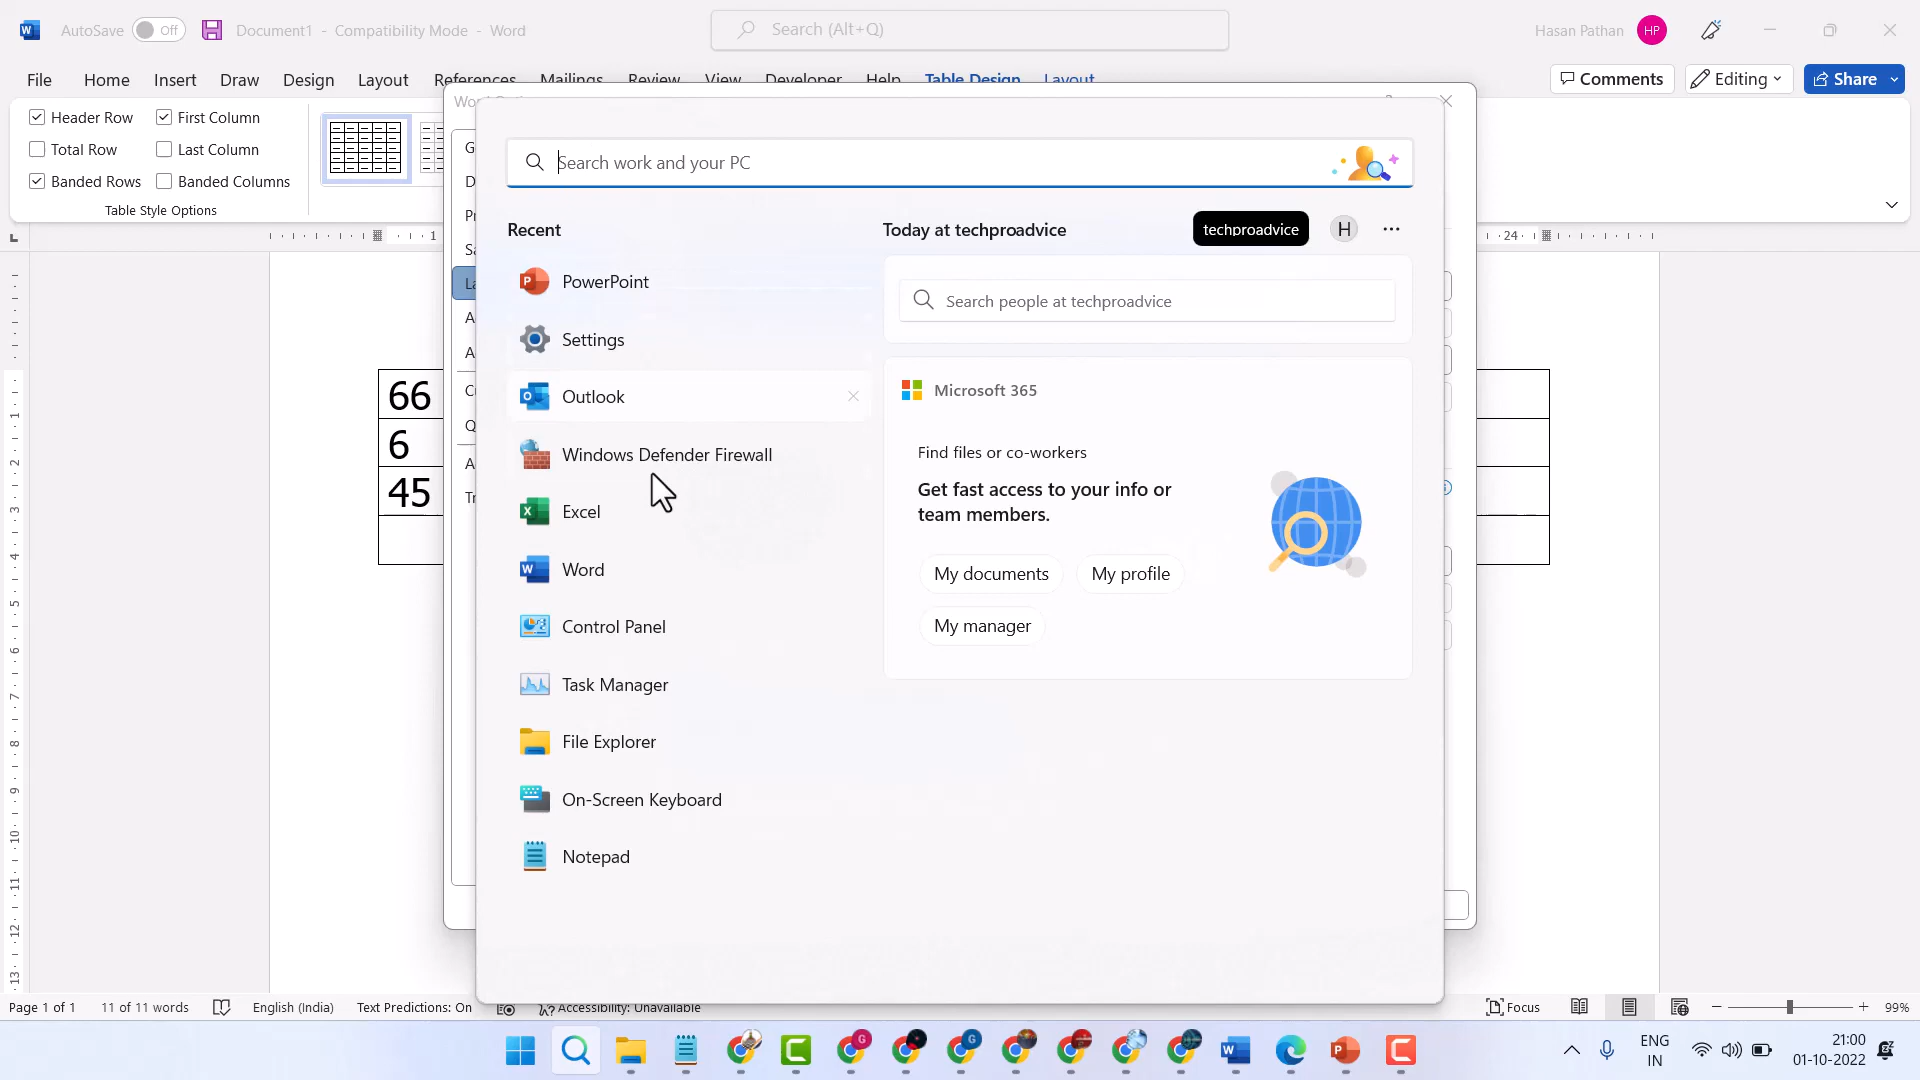 AutoSave Off Document1 - Compatibility Mode - Word
Search (Alt+Q)
Hasan Pathan HP
File Home Insert Draw Design Layout References Mailings Review View Developer Help Table Design Layout
Comments Editing Share
Header Row First Column
Total Row Last Column
Banded Rows Banded Columns
Table Style Options
Search work and your PC
Recent
PowerPoint
Settings
Outlook
Windows Defender Firewall
Excel
Word
Control Panel
Task Manager
File Explorer
On-Screen Keyboard
Notepad
Today at techproadvice techproadvice H
Search people at techproadvice
Microsoft 365
Find files or co-workers
Get fast access to your info or
team members.
My documents My profile
My manager
66
6
45
Page 1 of 1 11 of 11 words English (India) Text Predictions: On Accessibility: Unavailable
Focus 99%
ENG
IN
21:00
01-10-2022